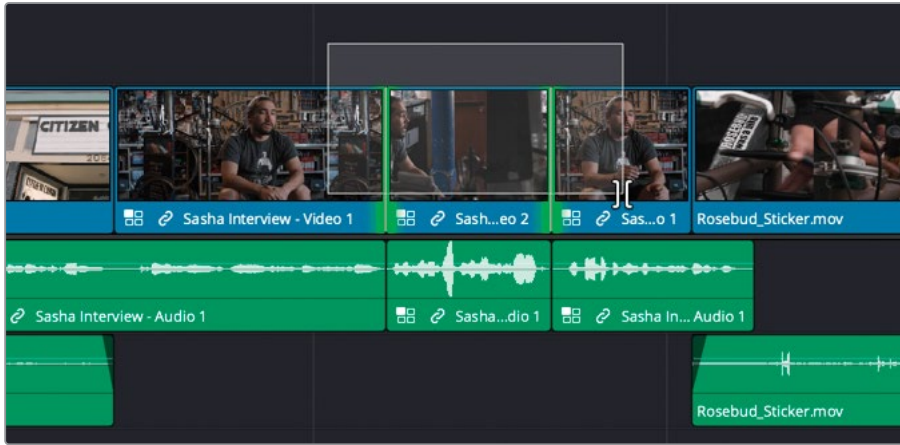 CITIZEN
Sasha Interview - Video 1
Sash...eo 2
Sas...o 1
Rosebud_Sticker.mov
Sasha Interview - Audio 1
Sasha...dio 1
Sasha In... Audio 1
Rosebud_Sticker.mov